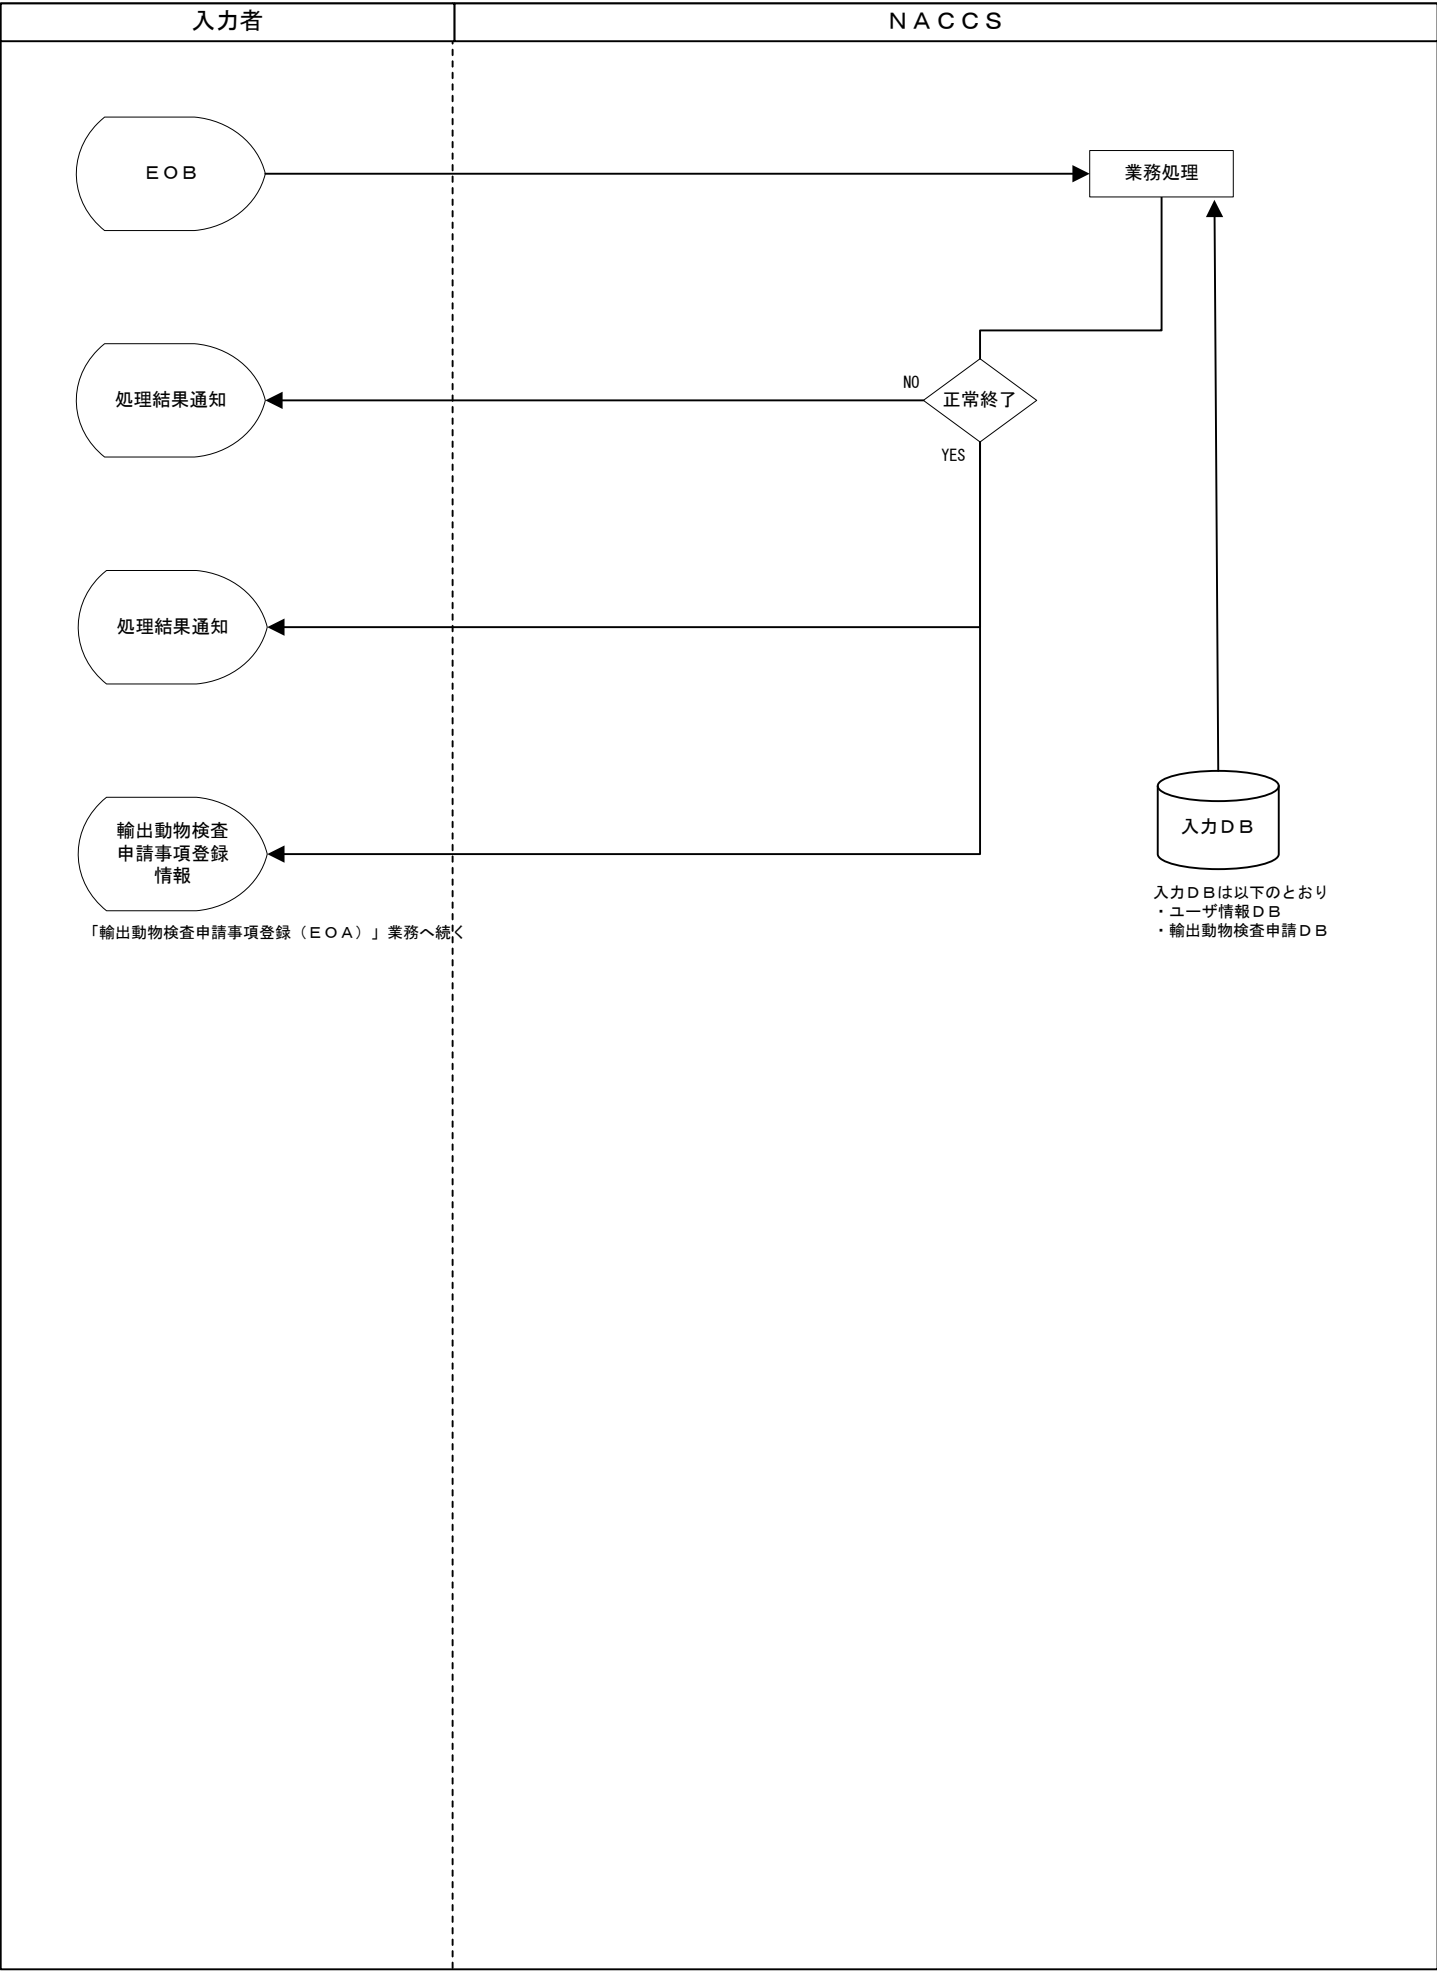 入力者
ＮＡＣＣＳ
ＥＯＢ
業務処理
処理結果通知
NO
正常終了
YES
処理結果通知
輸出動物検査
申請事項登録
情報
「輸出動物検査申請事項登録（ＥＯＡ）」業務へ続く
入力ＤＢ
入力ＤＢは以下のとおり
・ユーザ情報ＤＢ
・輸出動物検査申請ＤＢ